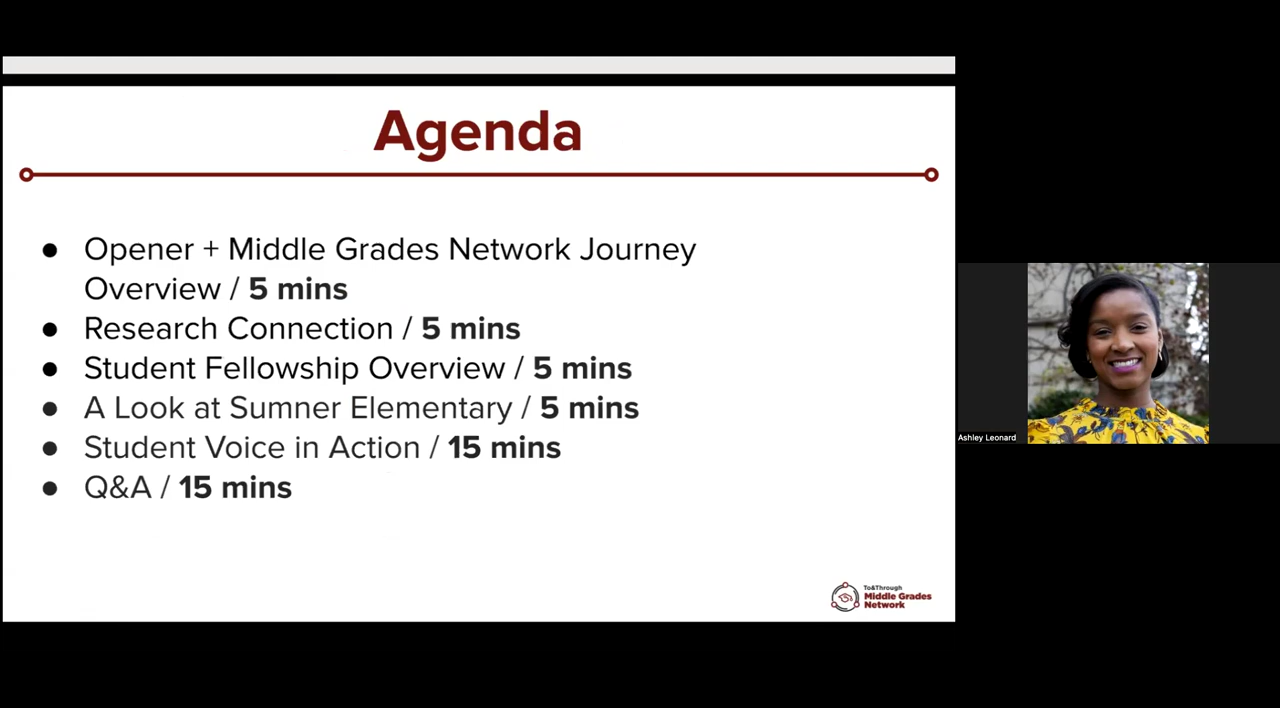 Agenda
● Opener + Middle Grades Network Journey
Overview / 5 mins
● Research Connection / 5 mins
● Student Fellowship Overview / 5 mins
● A Look at Sumner Elementary / 5 mins
● Student Voice in Action / 15 mins
● Q&A / 15 mins
To&Through
Middle Grades
Network
Ashley Leonard